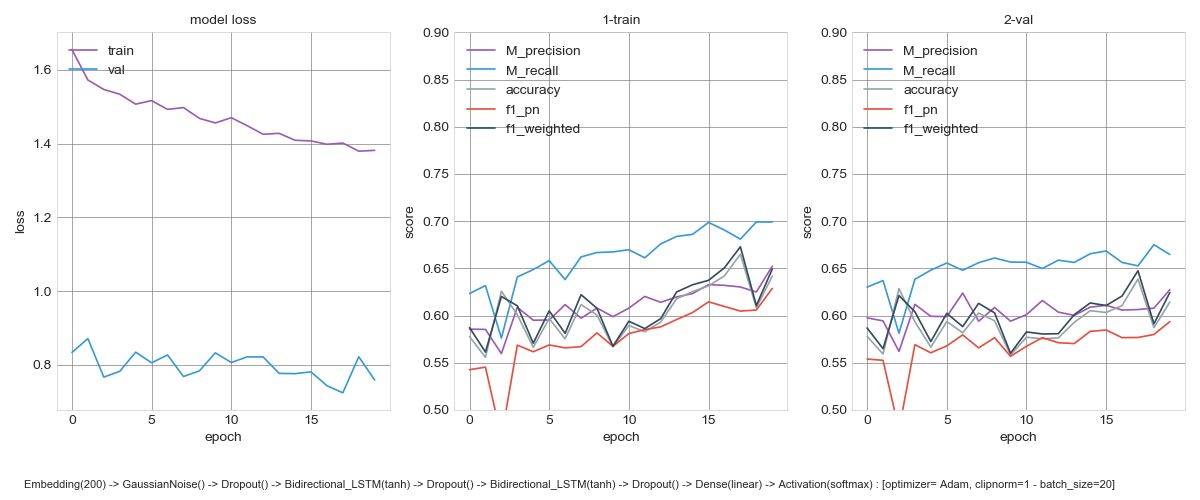 model loss
train
val
1.6
1.4
1.2
1.0
0.8
loss
0
5
10
15
epoch
1-train
M_precision
M_recall
accuracy
f1_pn
f1_weighted
0.90
0.85
0.80
0.75
0.70
0.65
0.60
0.55
0.50
score
0
5
10
15
epoch
2-val
M_precision
M_recall
accuracy
f1_pn
f1_weighted
0.90
0.85
0.80
0.75
0.70
0.65
0.60
0.55
0.50
score
0
5
10
15
epoch
Embedding(200) -> GaussianNoise() -> Dropout() -> Bidirectional_LSTM(tanh) -> Dropout() -> Bidirectional_LSTM(tanh) -> Dropout() -> Dense(linear) -> Activation(softmax) : [optimizer= Adam, clipnorm=1 - batch_size=20]